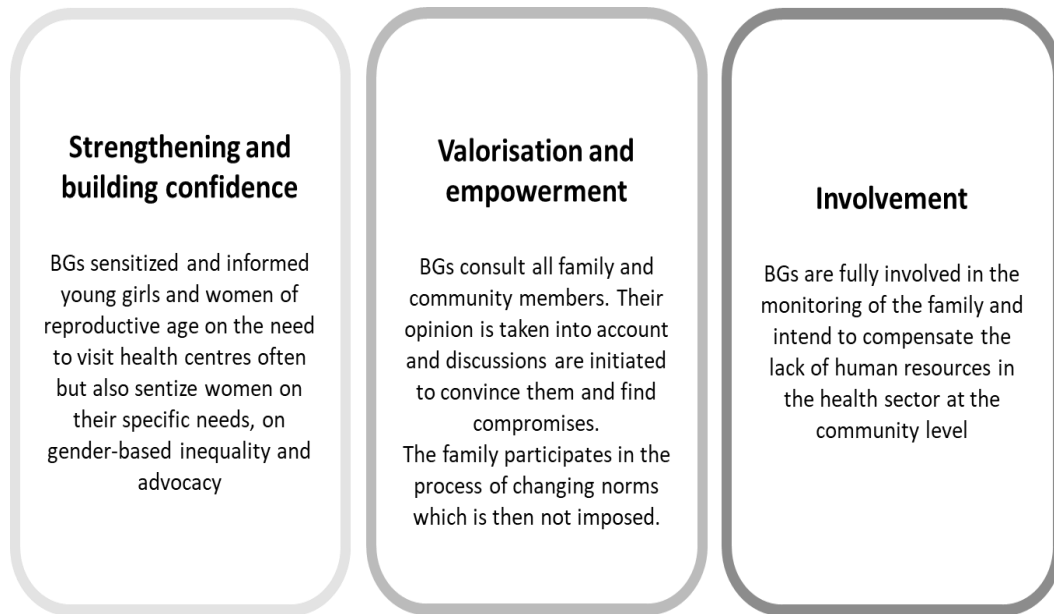 Strengthening and
building confidence
BGs sensitized and informed
young girls and women of
reproductive age on the need
to visit health centres often
but also sentize women on
their specific needs, on
gender-based inequality and
advocacy
Valorisation and
empowerment
BGs consult all family and
community members. Their
opinion is taken into account
and discussions are initiated
to convince them and find
compromises.
The family participates in the
process of changing norms
which is then not imposed.
Involvement
BGs are fully involved in the
monitoring of the family and
intend to compensate the
lack of human resources in
the health sector at the
community level